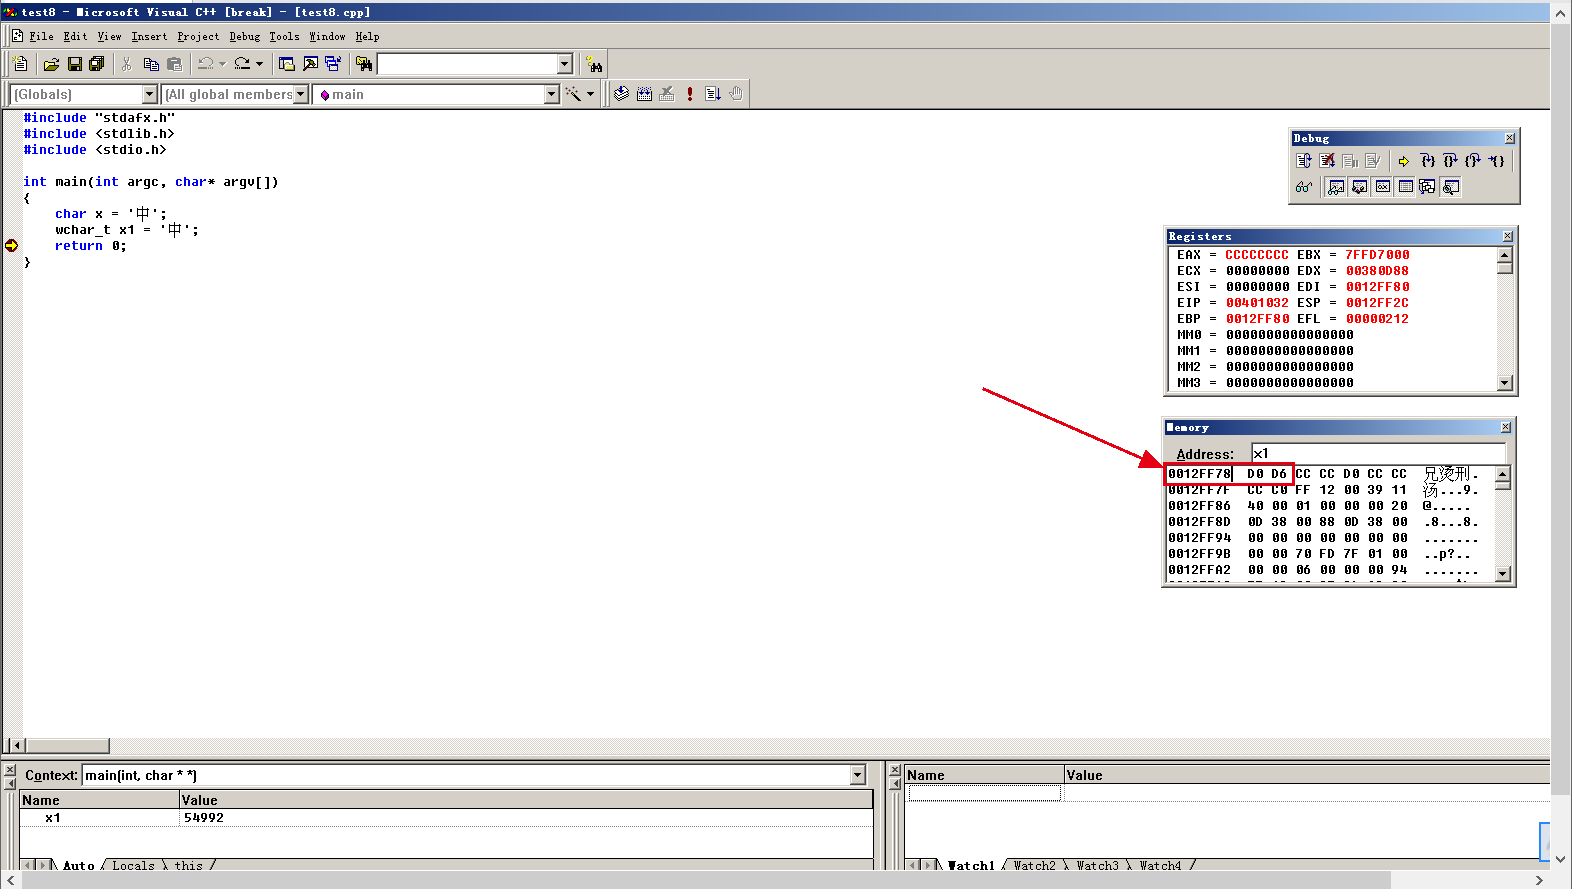 test8 - Microsoft Visual C++ [break] - [test8.cpp]
File Edit View Insert Project Debug Tools Window Help
(Globals) (All global members main
#include "stdafx.h"
#include <stdlib.h>
#include <stdio.h>
int main(int argc, char* argv[])
{
char x = '中';
wchar_t x1 = '中';
return 0;
}
Debug
Registers
EAX = CCCCCCCC EBX = 7FFD7000
ECX = 00000000 EDX = 00380D88
ESI = 00000000 EDI = 0012FF80
EIP = 00401032 ESP = 0012FF2C
EBP = 0012FF80 EFL = 00000212
MM0 = 0000000000000000
MM1 = 0000000000000000
MM2 = 0000000000000000
MM3 = 0000000000000000
Memory
Address: x1
0012FF78 D0 D6 CC CC D0 CC CC 兄烫刑.
0012FF7F CC C0 FF 12 00 39 11 汤...9.
0012FF86 40 00 01 00 00 00 20 @.....
0012FF8D 0D 38 00 88 0D 38 00 .8...8.
0012FF94 00 00 00 00 00 00 00 .......
0012FF9B 00 00 70 FD 7F 01 00 ..p?..
0012FFA2 00 00 06 00 00 00 94 .......
Context: main(int, char * *)
Name Value
x1 54992
Auto Locals this
Name Value
Watch1 Watch2 Watch3 Watch4